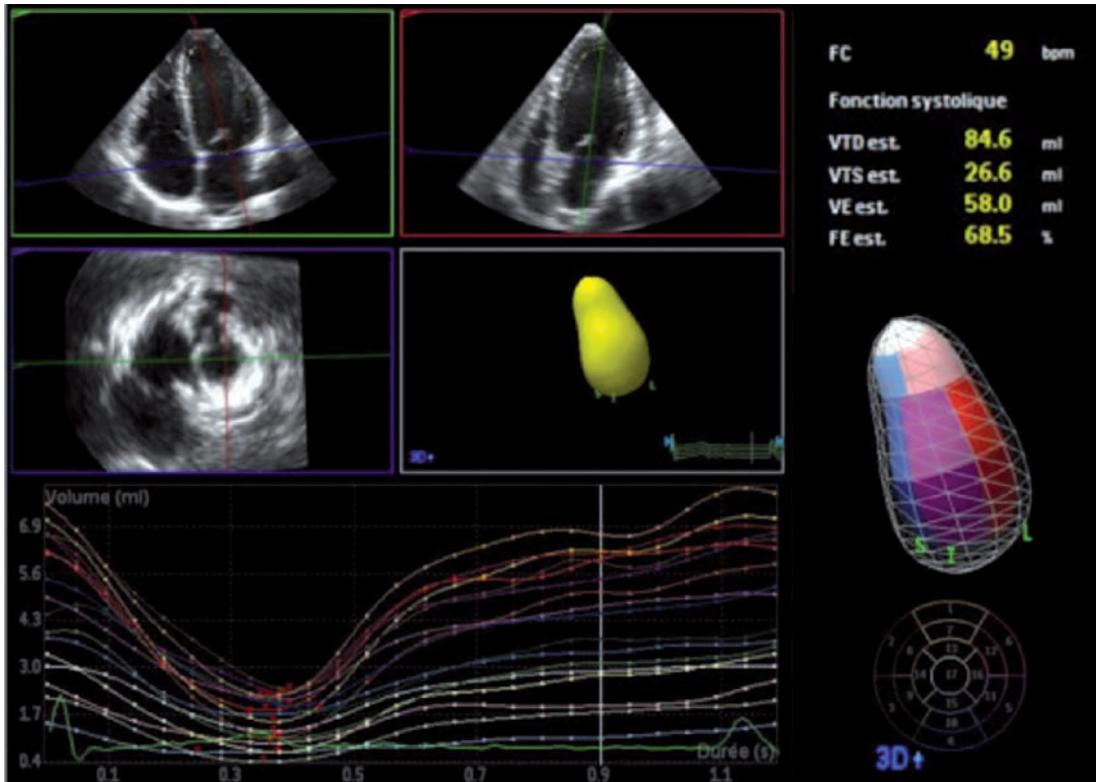 FC 49 bpm
Fonction systolique
VTD est. 84.6 ml
VTS est. 26.6 ml
VE est. 58.0 ml
FE est. 68.5 %
L
3D
Volume (ml)
6.9
5.6
4.3
3.0
1.7
0.4
0.1 0.3 0.5 0.7 0.9 1.1
Durée (s)
S I L
1
7
13
12 6
14 17 16
9 11
3 5
15
10
4
3D